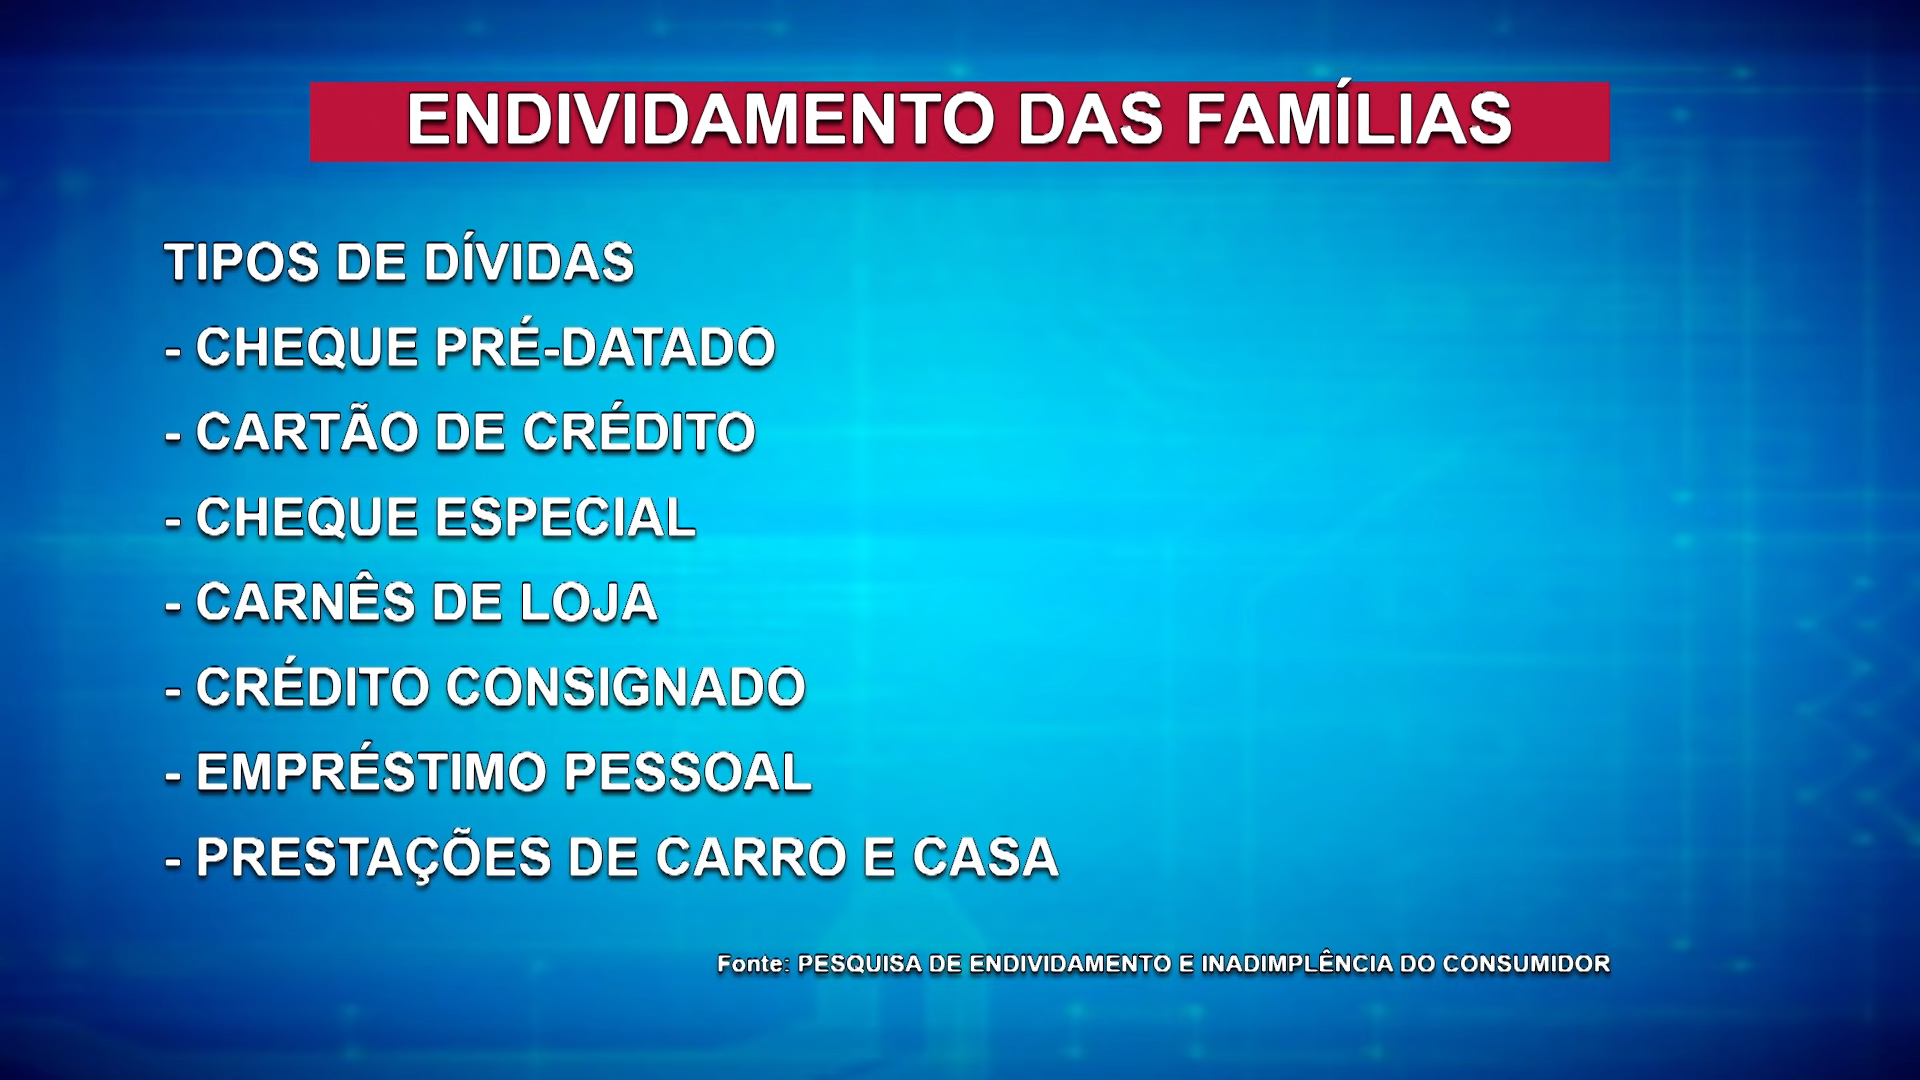 ENDIVIDAMENTO DAS FAMÍLIAS
TIPOS DE DÍVIDAS
- CHEQUE PRÉ-DATADO
- CARTÃO DE CRÉDITO
- CHEQUE ESPECIAL
- CARNÊS DE LOJA
- CRÉDITO CONSIGNADO
- EMPRÉSTIMO PESSOAL
- PRESTAÇÕES DE CARRO E CASA
Fonte: PESQUISA DE ENDIVIDAMENTO E INADIMPLÊNCIA DO CONSUMIDOR